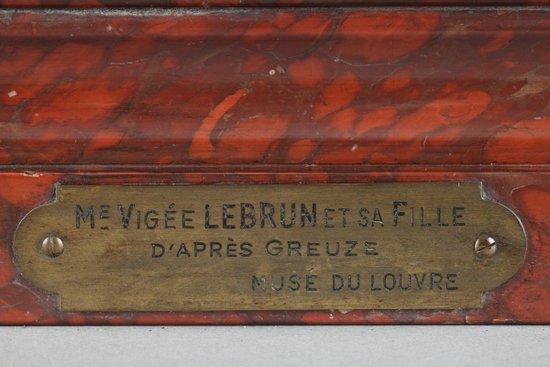 ME VIGÉE LEBRUN ET SA FILLE
D'APRÈS GREUZE
MUSÉ DU LOUVRE